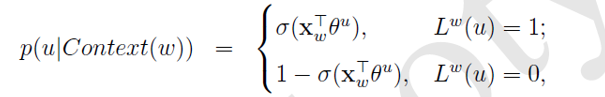 p(u|Context(w)) = { σ(x_w^⊤ θ^u), L^w(u) = 1;
1 − σ(x_w^⊤ θ^u), L^w(u) = 0,